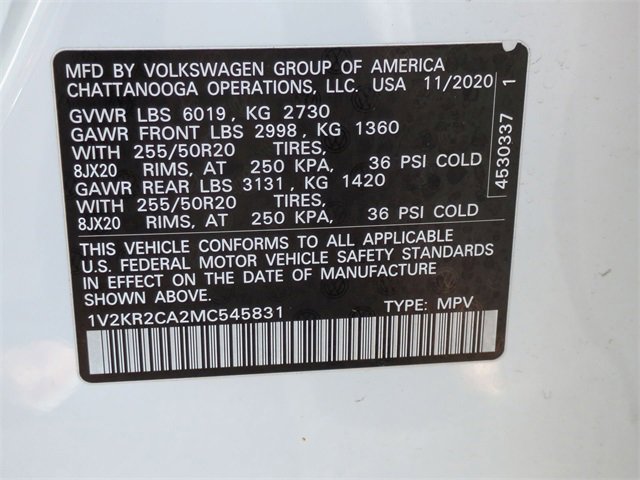 MFD BY VOLKSWAGEN GROUP OF AMERICA
CHATTANOOGA OPERATIONS, LLC. USA 11/2020
GVWR LBS 6019, KG 2730
GAWR FRONT LBS 2998, KG 1360
WITH 255/50R20 TIRES,
8JX20 RIMS, AT 250 KPA, 36 PSI COLD
GAWR REAR LBS 3131, KG 1420
WITH 255/50R20 TIRES,
8JX20 RIMS, AT 250 KPA, 36 PSI COLD
THIS VEHICLE CONFORMS TO ALL APPLICABLE
U.S. FEDERAL MOTOR VEHICLE SAFETY STANDARDS
IN EFFECT ON THE DATE OF MANUFACTURE
SHOWN ABOVE
1V2KR2CA2MC545831 TYPE: MPV
4530337 1